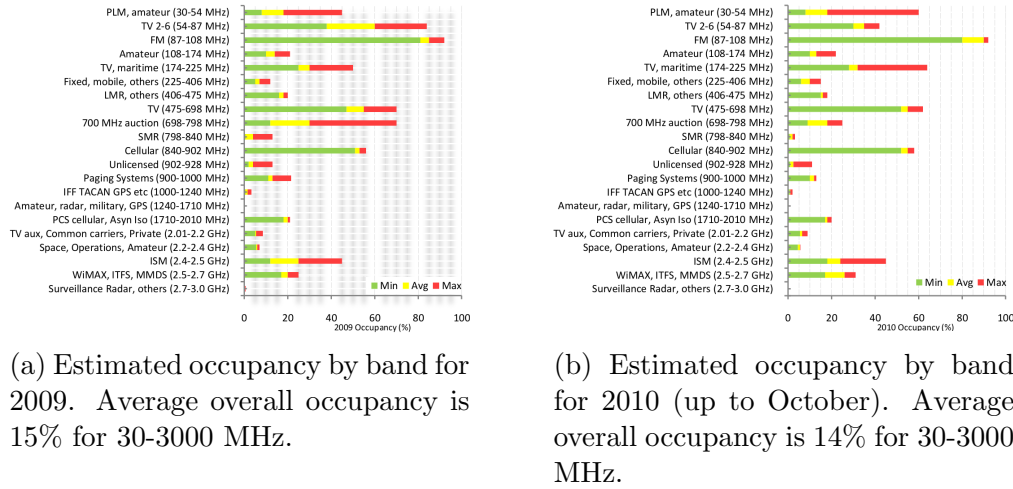 PLM, amateur (30-54 MHz)
TV 2-6 (54-87 MHz)
FM (87-108 MHz)
Amateur (108-174 MHz)
TV, maritime (174-225 MHz)
Fixed, mobile, others (225-406 MHz)
LMR, others (406-475 MHz)
TV (475-698 MHz)
700 MHz auction (698-798 MHz)
SMR (798-840 MHz)
Cellular (840-902 MHz)
Unlicensed (902-928 MHz)
Paging Systems (900-1000 MHz)
IFF TACAN GPS etc (1000-1240 MHz)
Amateur, radar, military, GPS (1240-1710 MHz)
PCS cellular, Asyn Iso (1710-2010 MHz)
TV aux, Common carriers, Private (2.01-2.2 GHz)
Space, Operations, Amateur (2.2-2.4 GHz)
ISM (2.4-2.5 GHz)
WiMAX, ITFS, MMDS (2.5-2.7 GHz)
Surveillance Radar, others (2.7-3.0 GHz)
Min Avg Max
0 20 40 60 80 100
2009 Occupancy (%)
(a) Estimated occupancy by band for
2009. Average overall occupancy is
15% for 30-3000 MHz.
PLM, amateur (30-54 MHz)
TV 2-6 (54-87 MHz)
FM (87-108 MHz)
Amateur (108-174 MHz)
TV, maritime (174-225 MHz)
Fixed, mobile, others (225-406 MHz)
LMR, others (406-475 MHz)
TV (475-698 MHz)
700 MHz auction (698-798 MHz)
SMR (798-840 MHz)
Cellular (840-902 MHz)
Unlicensed (902-928 MHz)
Paging Systems (900-1000 MHz)
IFF TACAN GPS etc (1000-1240 MHz)
Amateur, radar, military, GPS (1240-1710 MHz)
PCS cellular, Asyn Iso (1710-2010 MHz)
TV aux, Common carriers, Private (2.01-2.2 GHz)
Space, Operations, Amateur (2.2-2.4 GHz)
ISM (2.4-2.5 GHz)
WiMAX, ITFS, MMDS (2.5-2.7 GHz)
Surveillance Radar, others (2.7-3.0 GHz)
Min Avg Max
0 20 40 60 80 100
2010 Occupancy (%)
(b) Estimated occupancy by band
for 2010 (up to October). Average
overall occupancy is 14% for 30-3000
MHz.